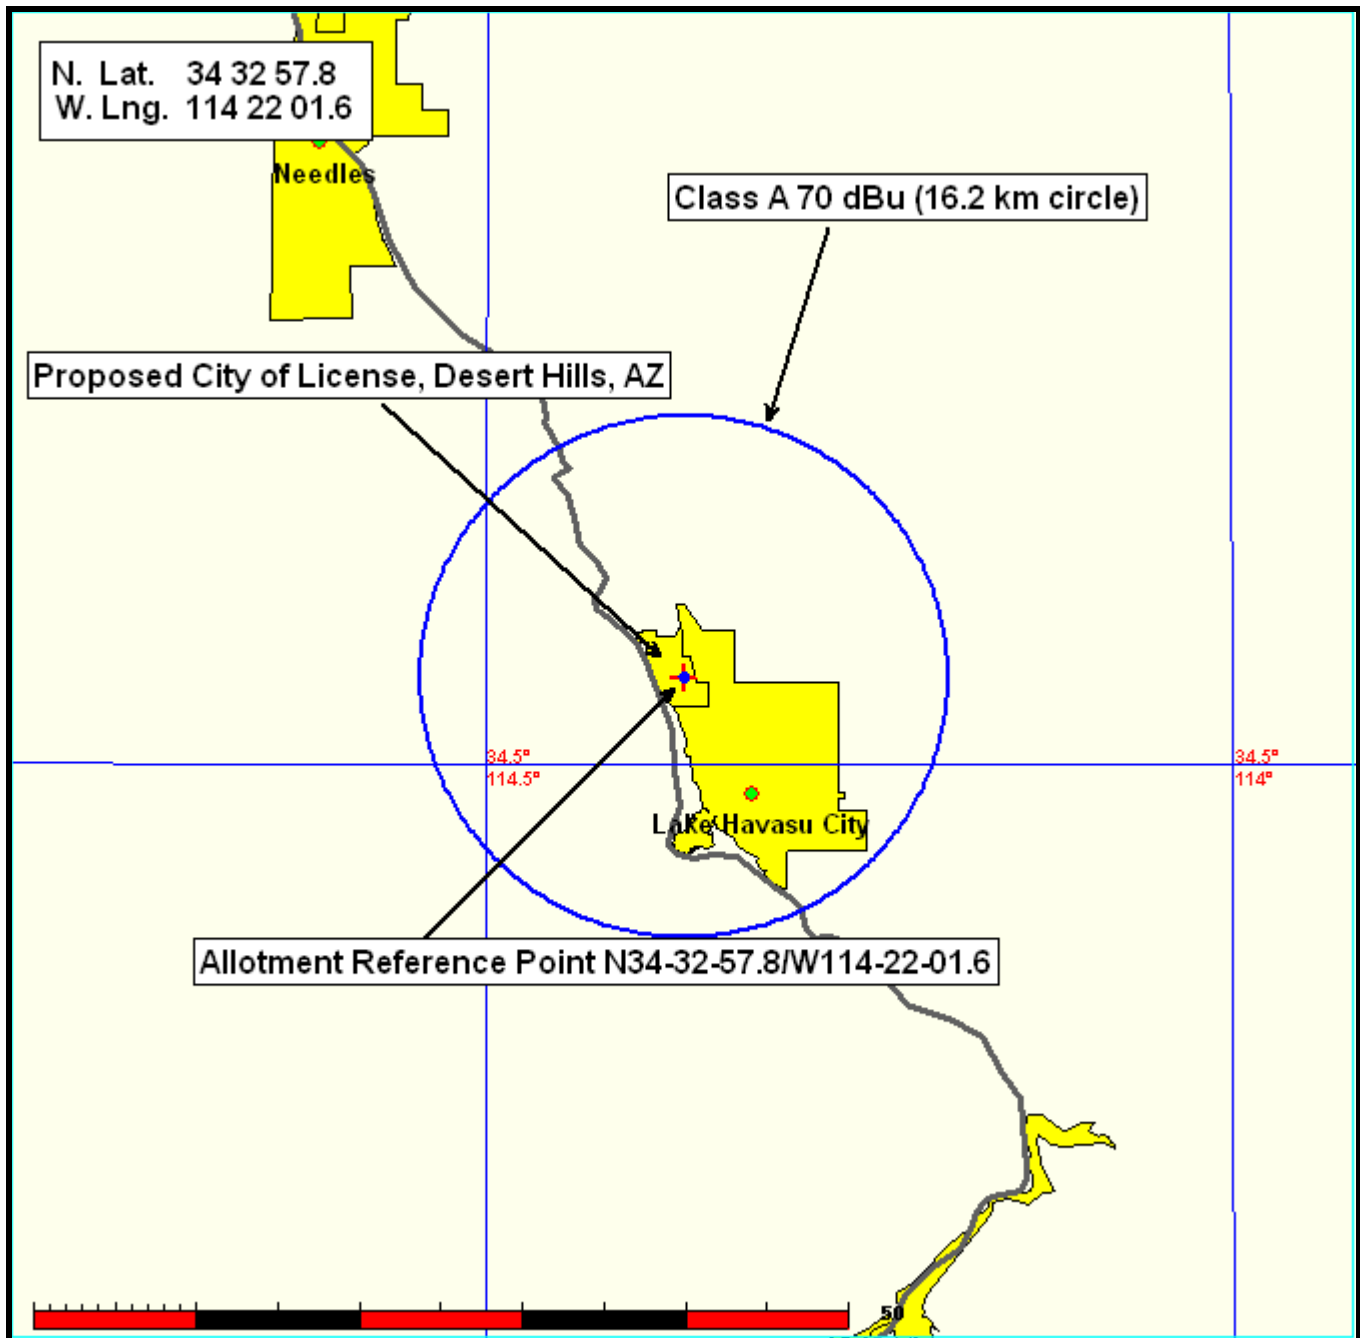 N. Lat. 34 32 57.8
W. Lng. 114 22 01.6
Needles
Class A 70 dBu (16.2 km circle)
Proposed City of License, Desert Hills, AZ
34.5°
114.5°
34.5°
114°
Lake Havasu City
Allotment Reference Point N34-32-57.8/W114-22-01.6
50